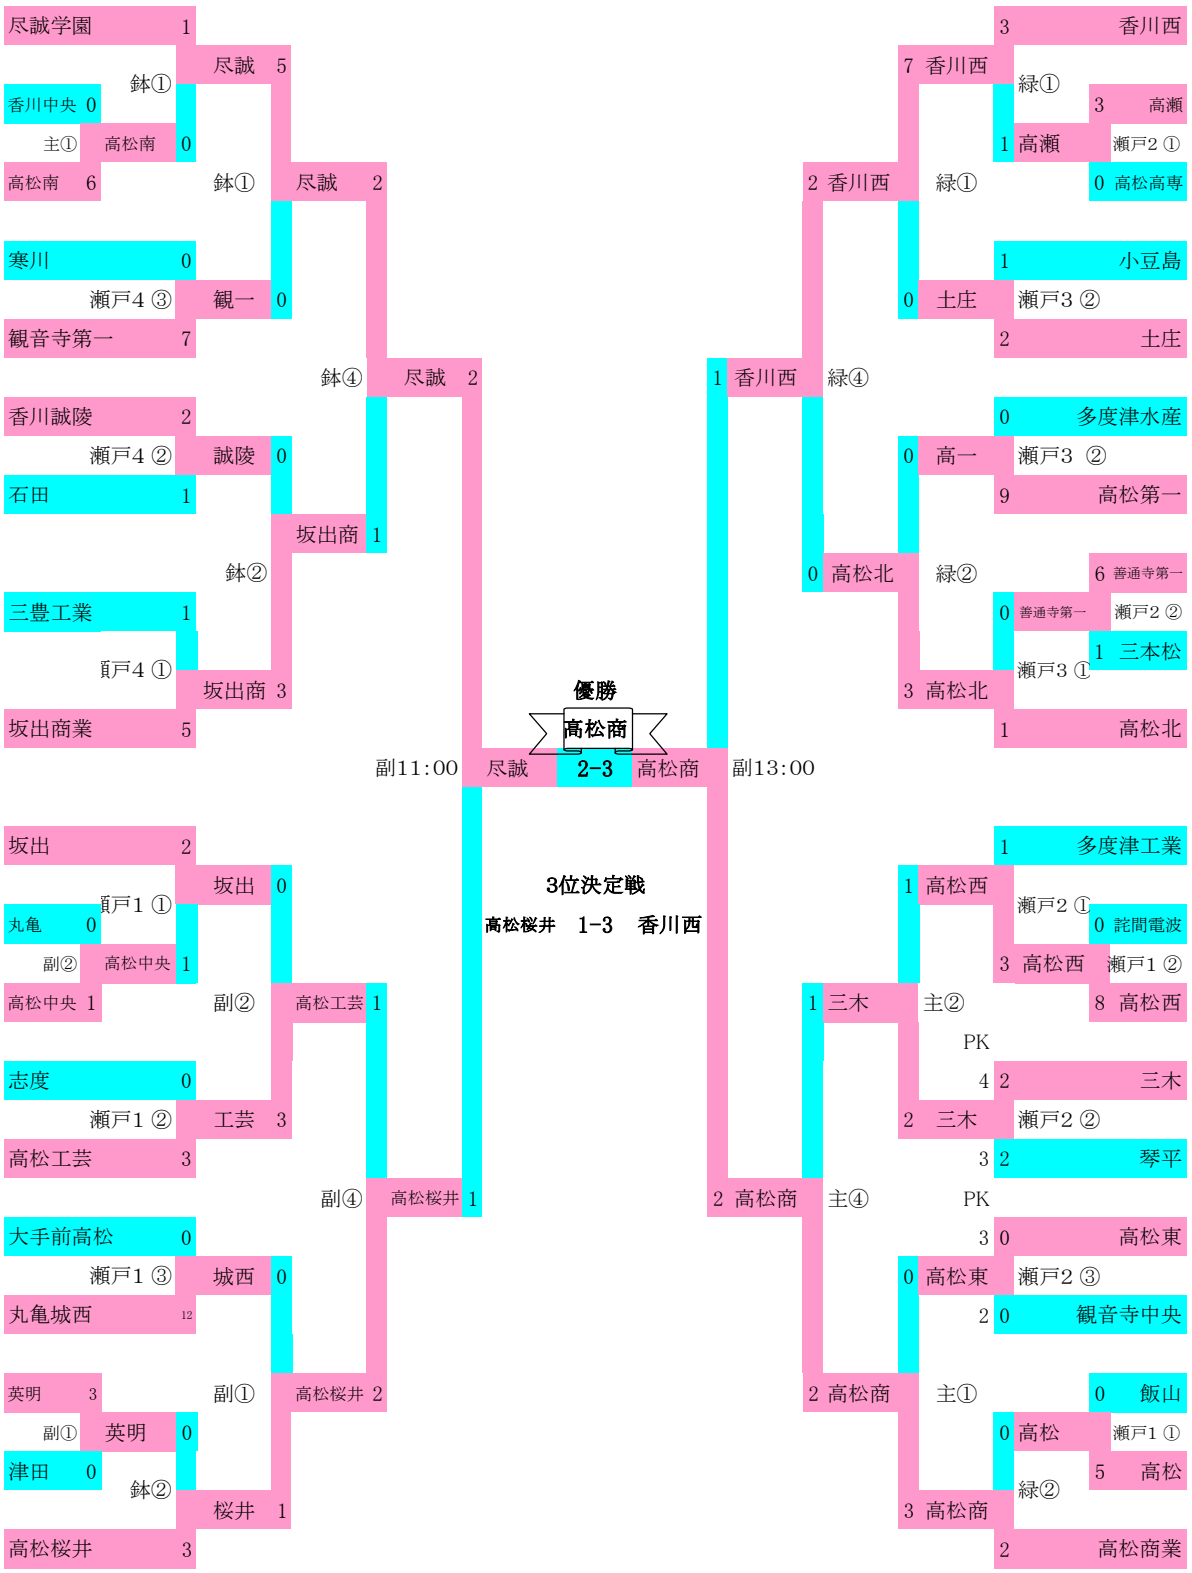 尽誠学園 1
3 香川西
尽誠 5
7 香川西
鉢①
緑①
香川中央 0
3 高瀬
主① 高松南 0
1 高瀬 瀬戸2 ①
高松南 6
鉢① 尽誠 2
2 香川西 緑①
0 高松高専
寒川 0
1 小豆島
瀬戸4 ③ 観一 0
0 土庄 瀬戸3 ②
観音寺第一 7
2 土庄
鉢④ 尽誠 2
1 香川西 緑④
香川誠陵 2
0 多度津水産
瀬戸4 ② 誠陵 0
0 高一 瀬戸3 ②
石田 1
9 高松第一
坂出商 1
鉢②
0 高松北 緑②
6 善通寺第一
三豊工業 1
0 善通寺第一 瀬戸2 ②
1 三本松
瀬戸4 ①
瀬戸3 ①
坂出商 3
3 高松北
優勝
坂出商業 5
高松商
1 高松北
副11:00 尽誠 2-3 高松商 副13:00
坂出 2
1 多度津工業
坂出 0
3位決定戦
1 高松西
瀬戸1 ①
瀬戸2 ①
丸亀 0
高松桜井 1-3 香川西
0 詫間電波
副② 高松中央 1
3 高松西 瀬戸1 ②
高松中央 1
副② 高松工芸 1
1 三木 主②
8 高松西
PK
志度 0
4 2 三木
瀬戸1 ② 工芸 3
2 三木 瀬戸2 ②
高松工芸 3
3 2 琴平
副④ 高松桜井 1
2 高松商 主④
PK
大手前高松 0
3 0 高松東
瀬戸1 ③ 城西 0
0 高松東 瀬戸2 ③
丸亀城西 12
2 0 観音寺中央
英明 3
副① 高松桜井 2
2 高松商 主①
0 飯山
副① 英明 0
0 高松 瀬戸1 ①
津田 0
5 高松
鉢②
緑②
桜井 1
3 高松商
高松桜井 3
2 高松商業